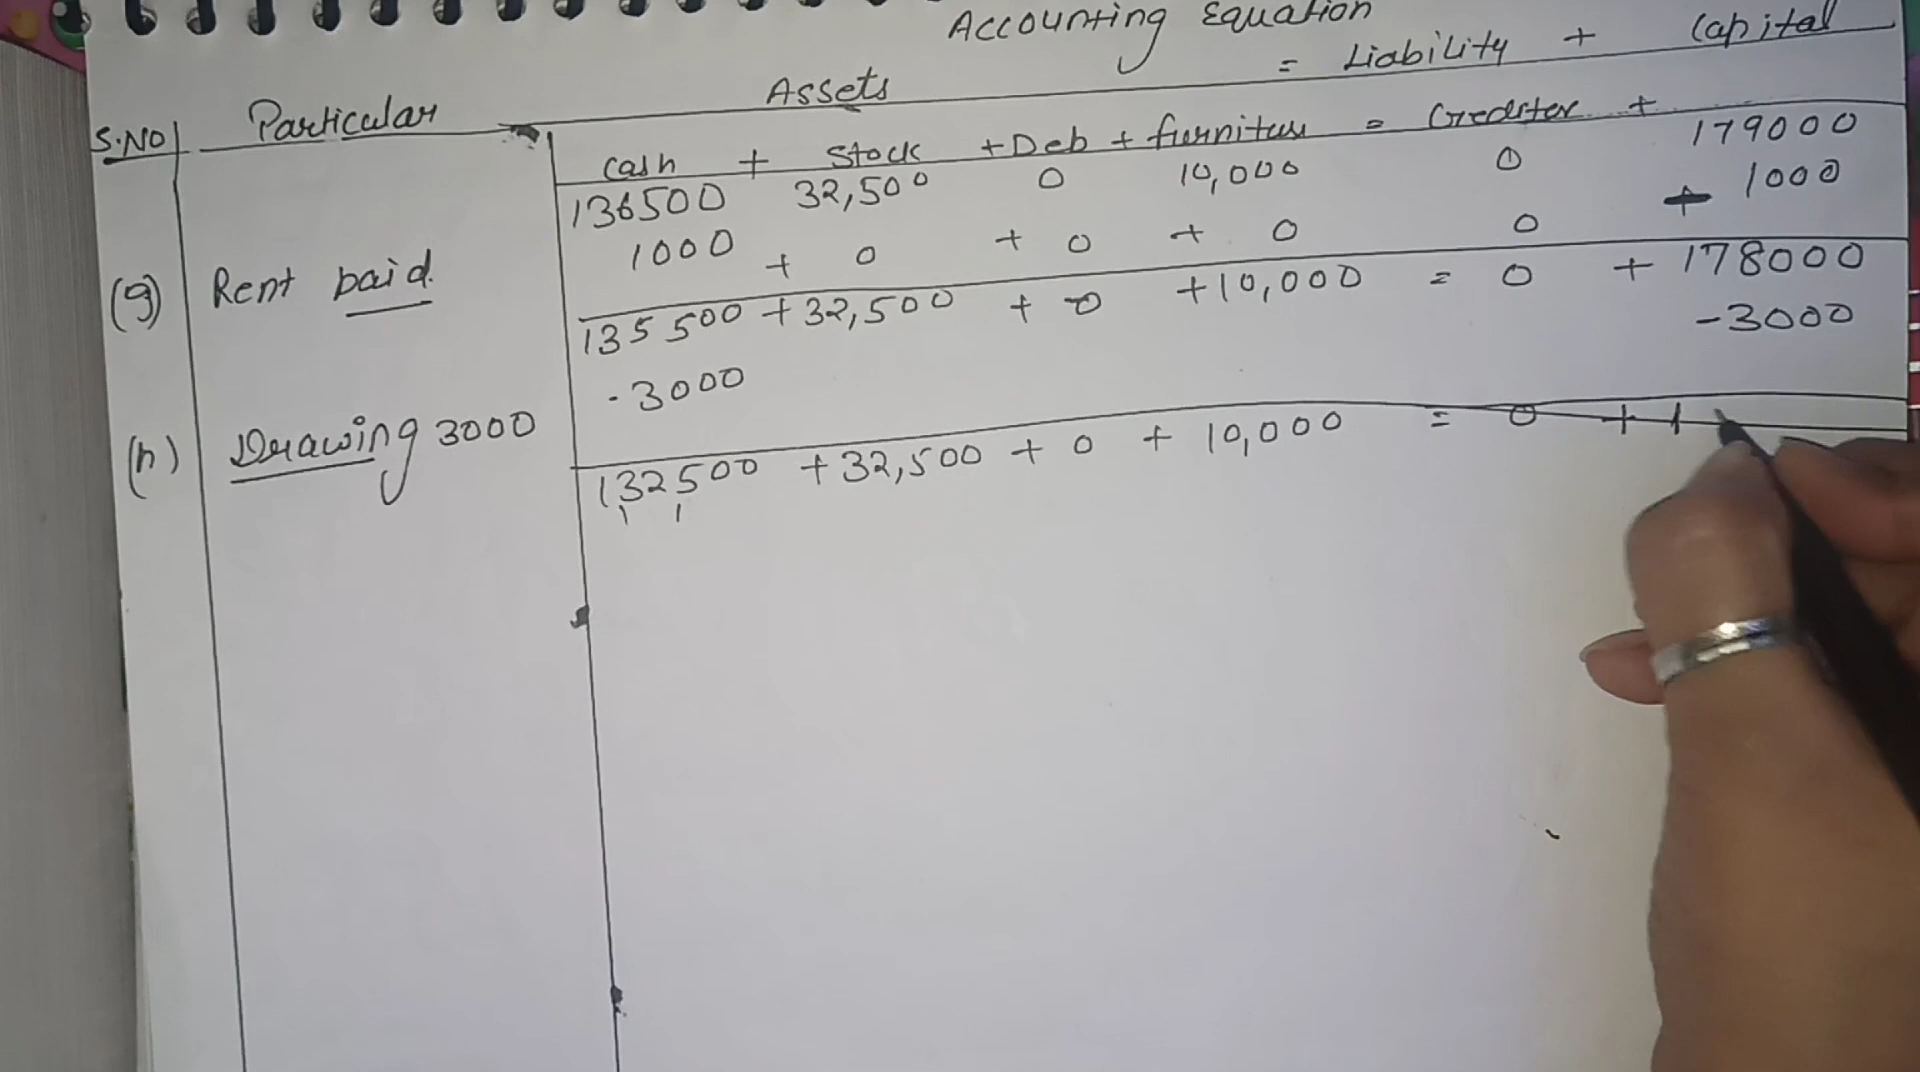 Accounting Equation
Assets = Liability + Capital
S.NO Particular
Cash + Stock + Deb + furniture = Creditor +
136500 32,500 0 10,000 0 179000
1000 + 0 + 0 + 0 0 + 1000
(g) Rent paid.
135500 + 32,500 + 0 + 10,000 = 0 + 178000
- 3000 - 3000
(h) Drawing 3000
132500 + 32,500 + 0 + 10,000 = 0 + 1